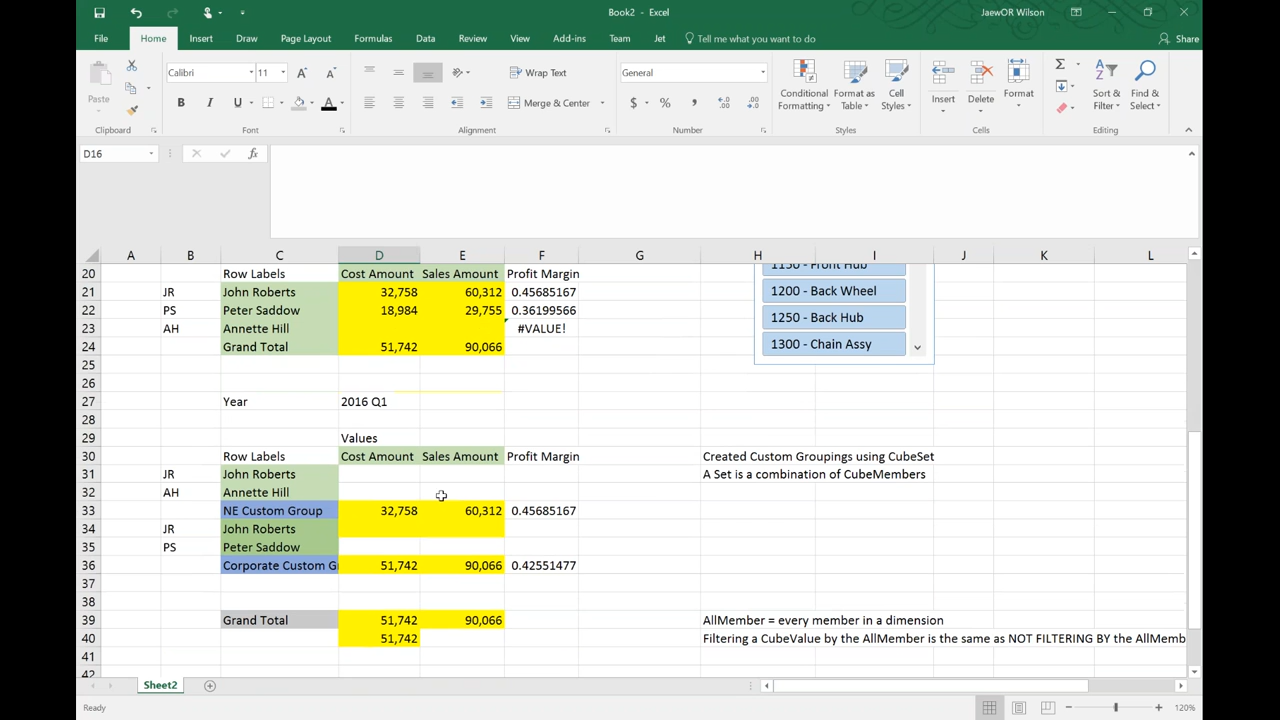 Book2 - Excel
JaewOR Wilson
File Home Insert Draw Page Layout Formulas Data Review View Add-ins Team Jet Tell me what you want to do Share
Calibri 11 Wrap Text General
Paste B I U A Merge & Center $ % , Conditional Formatting Format as Table Cell Styles Insert Delete Format Sort & Filter Find & Select
Clipboard Font Alignment Number Styles Cells Editing
D16 fx
A B C D E F G H I J K L
20 Row Labels Cost Amount Sales Amount Profit Margin 1150 - Front Hub
21 JR John Roberts 32,758 60,312 0.45685167 1200 - Back Wheel
22 PS Peter Saddow 18,984 29,755 0.36199566 1250 - Back Hub
23 AH Annette Hill #VALUE!
24 Grand Total 51,742 90,066 1300 - Chain Assy
25
26
27 Year 2016 Q1
28
29 Values
30 Row Labels Cost Amount Sales Amount Profit Margin Created Custom Groupings using CubeSet
31 JR John Roberts A Set is a combination of CubeMembers
32 AH Annette Hill
33 NE Custom Group 32,758 60,312 0.45685167
34 JR John Roberts
35 PS Peter Saddow
36 Corporate Custom G 51,742 90,066 0.42551477
37
38
39 Grand Total 51,742 90,066 AllMember = every member in a dimension
40 51,742 Filtering a CubeValue by the AllMember is the same as NOT FILTERING BY the AllMemb
41
42
Sheet2
Ready 120%